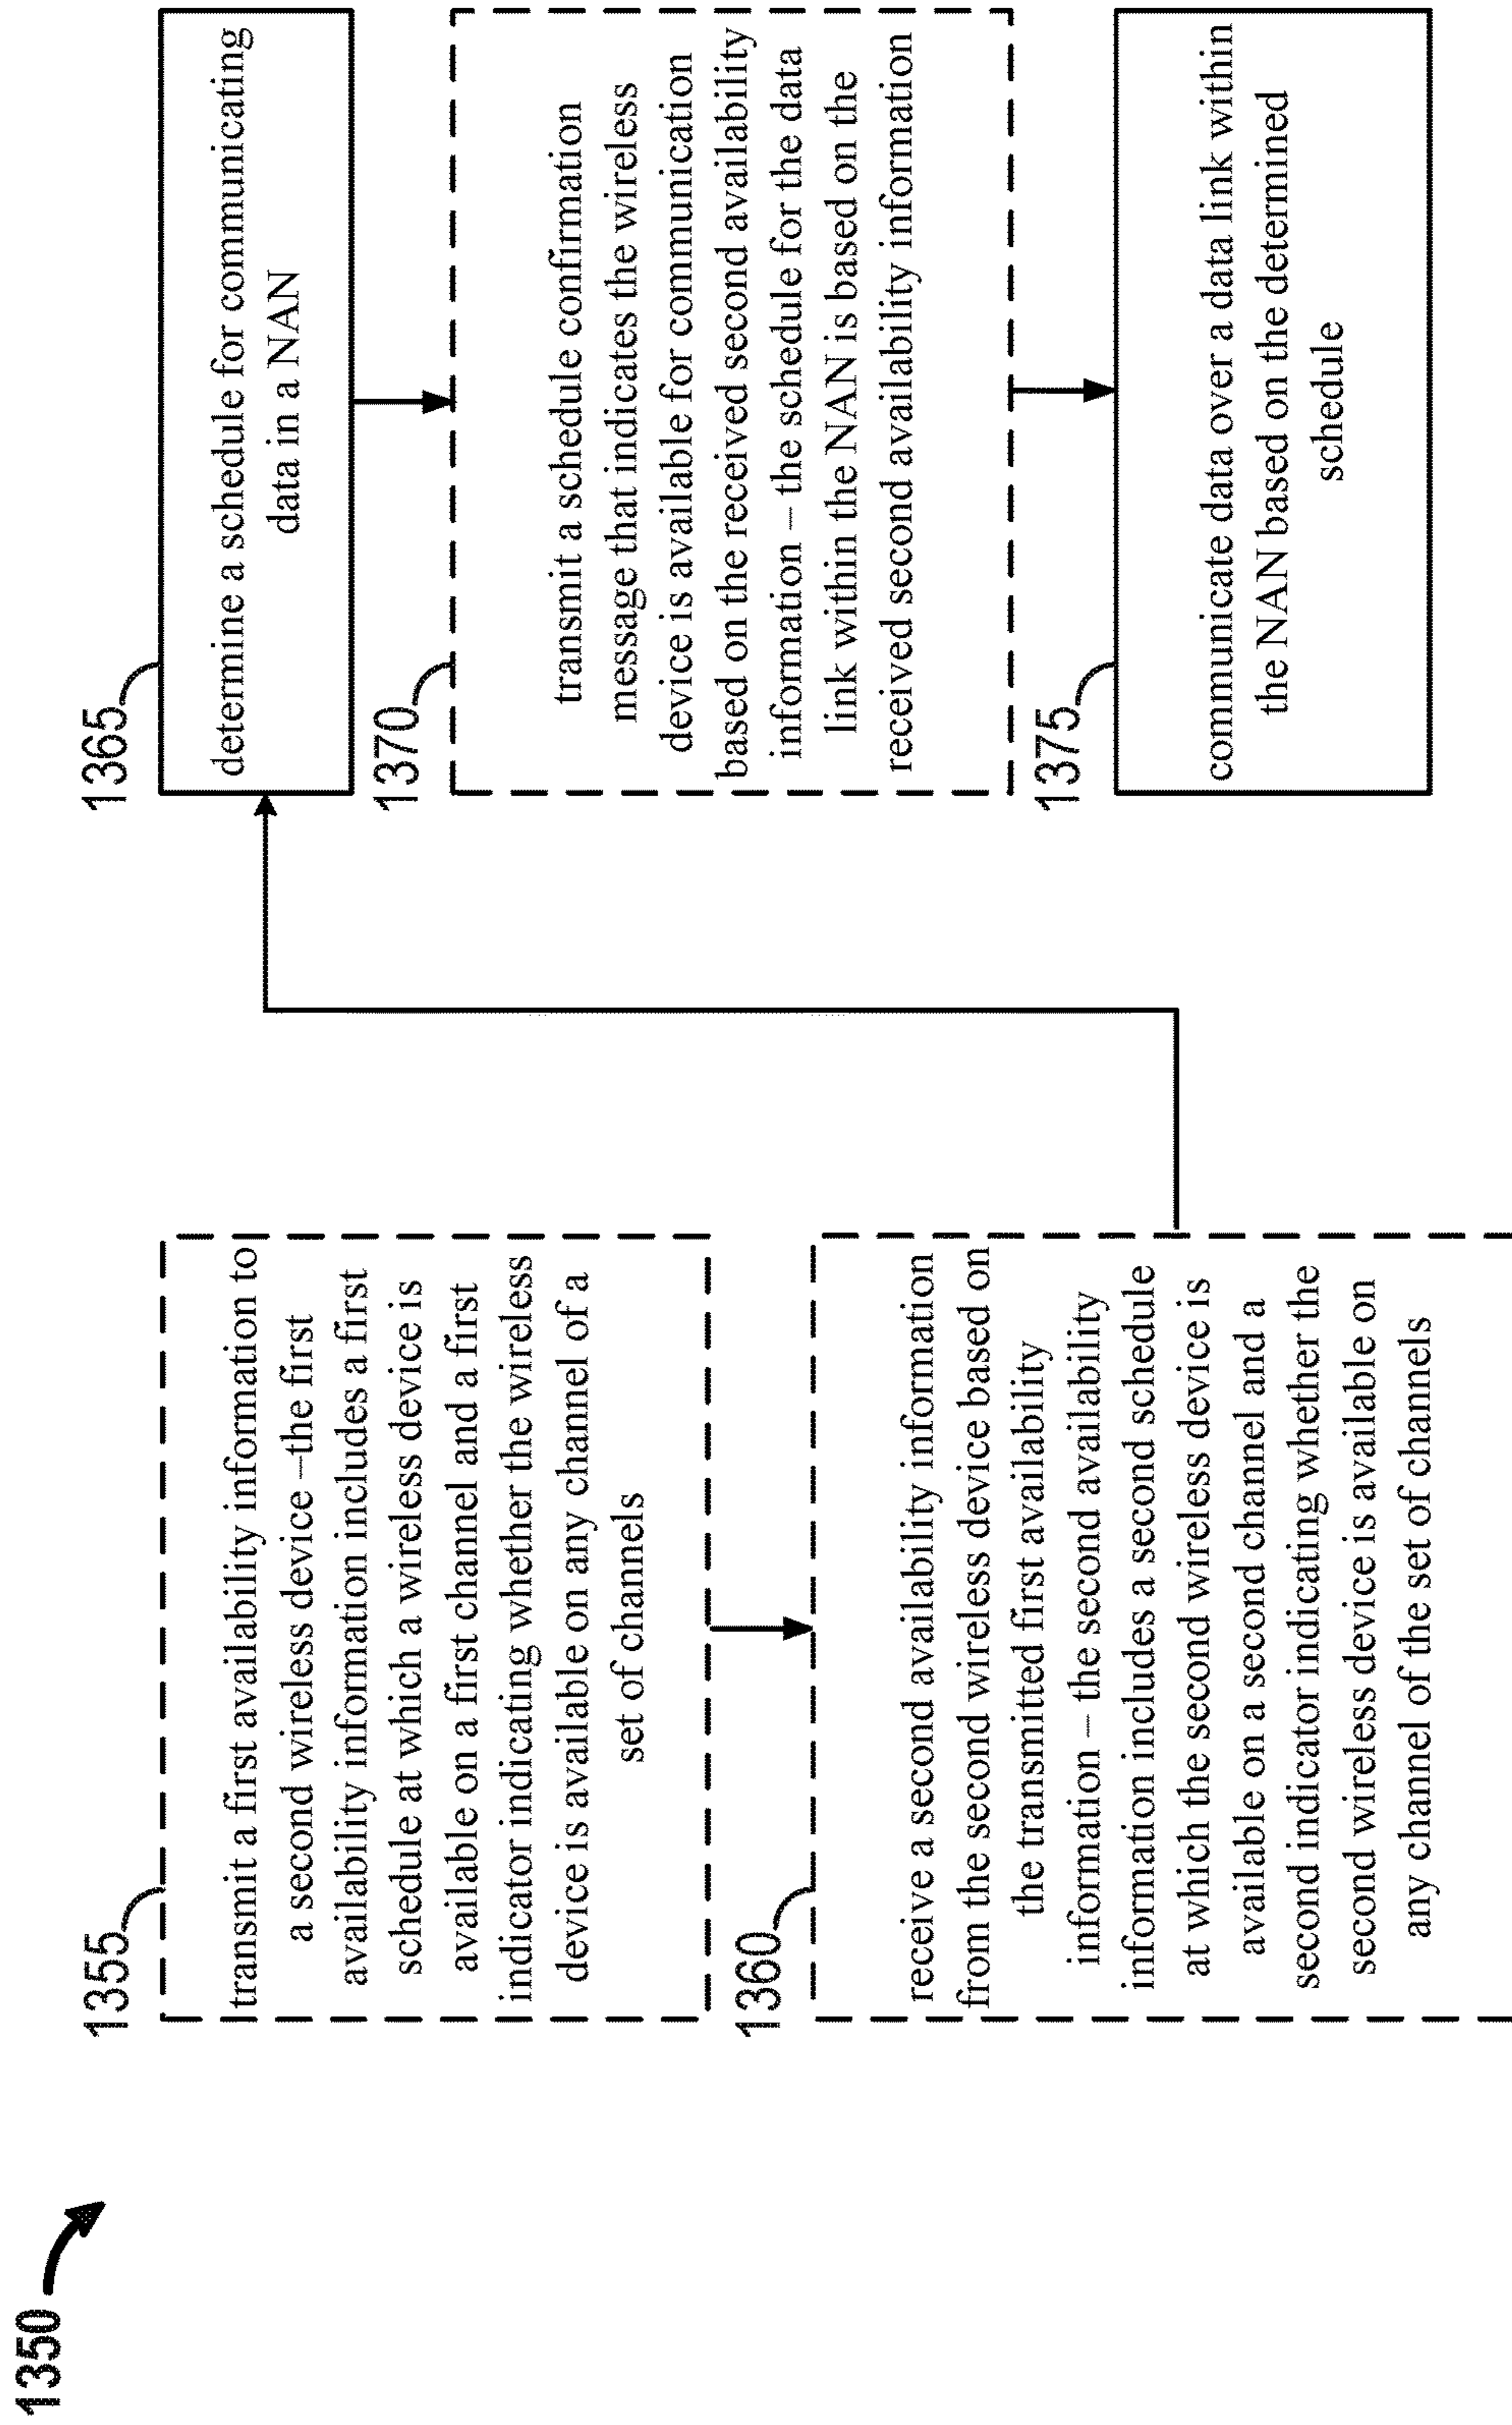 1350
1355
transmit a first availability information to
a second wireless device –the first
availability information includes a first
schedule at which a wireless device is
available on a first channel and a first
indicator indicating whether the wireless
device is available on any channel of a
set of channels
1360
receive a second availability information
from the second wireless device based on
the transmitted first availability
information – the second availability
information includes a second schedule
at which the second wireless device is
available on a second channel and a
second indicator indicating whether the
second wireless device is available on
any channel of the set of channels
1365
determine a schedule for communicating
data in a NAN
1370
transmit a schedule confirmation
message that indicates the wireless
device is available for communication
based on the received second availability
information – the schedule for the data
link within the NAN is based on the
received second availability information
1375
communicate data over a data link within
the NAN based on the determined
schedule